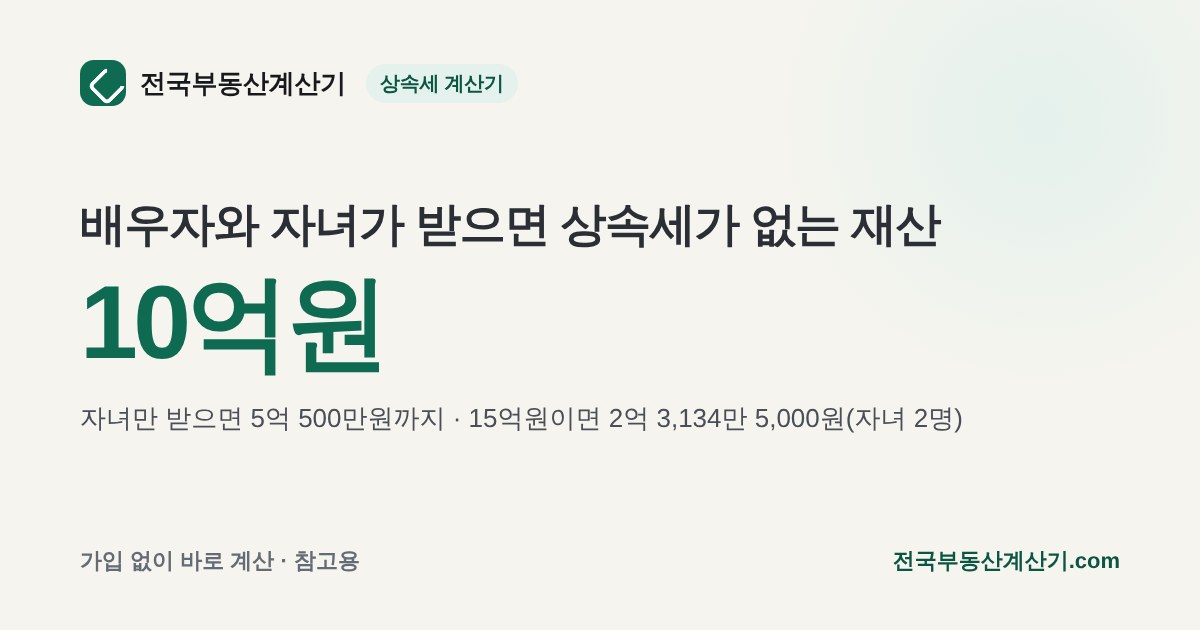 전국부동산계산기 상속세 계산기
배우자와 자녀가 받으면 상속세가 없는 재산
10억원
자녀만 받으면 5억 500만원까지 · 15억원이면 2억 3,134만 5,000원(자녀 2명)
가입 없이 바로 계산 · 참고용 전국부동산계산기.com